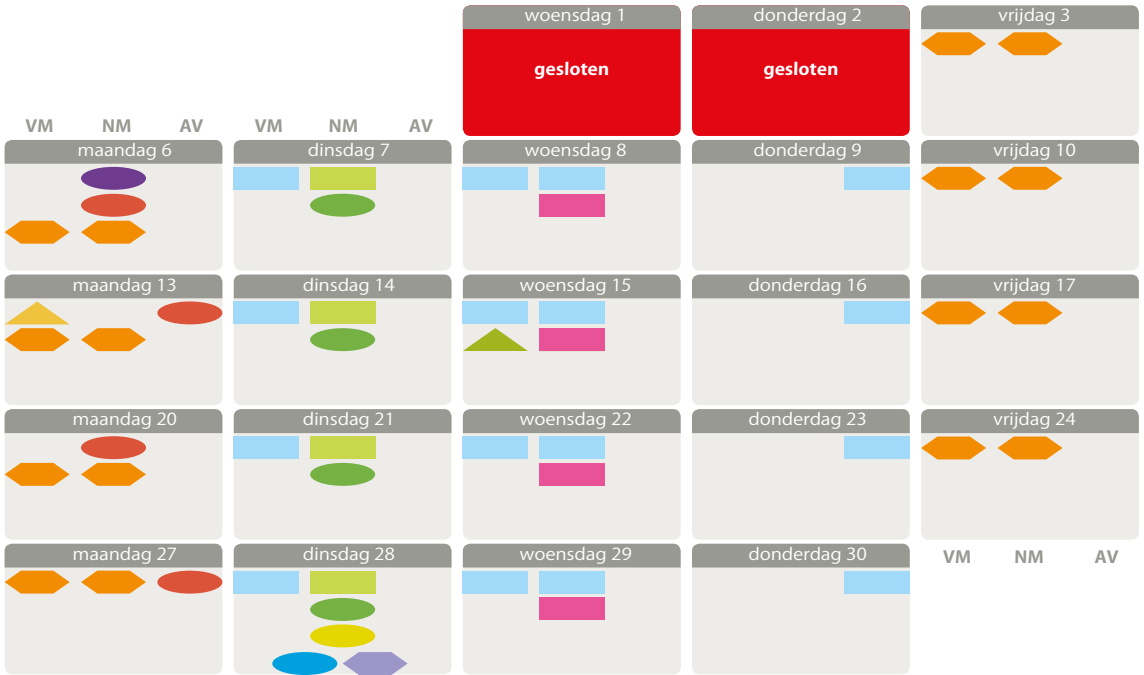 woensdag 1
donderdag 2
vrijdag 3
gesloten
gesloten
VM NM AV
VM NM AV
maandag 6
dinsdag 7
woensdag 8
donderdag 9
vrijdag 10
maandag 13
dinsdag 14
woensdag 15
donderdag 16
vrijdag 17
maandag 20
dinsdag 21
woensdag 22
donderdag 23
vrijdag 24
maandag 27
dinsdag 28
woensdag 29
donderdag 30
VM NM AV